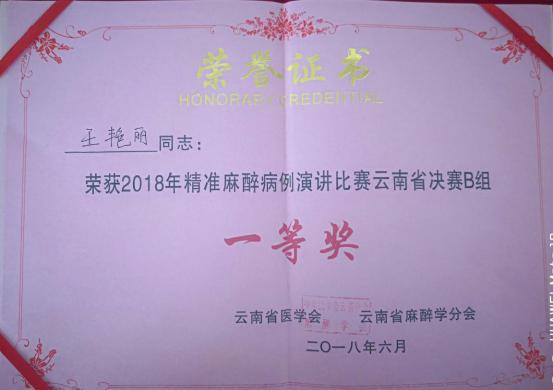 荣誉证书
HONORARY CREDENTIAL
王艳丽同志：
荣获2018年精准麻醉病例演讲比赛云南省决赛B组
一等奖
云南省医学会 云南省麻醉学分会
二〇一八年六月